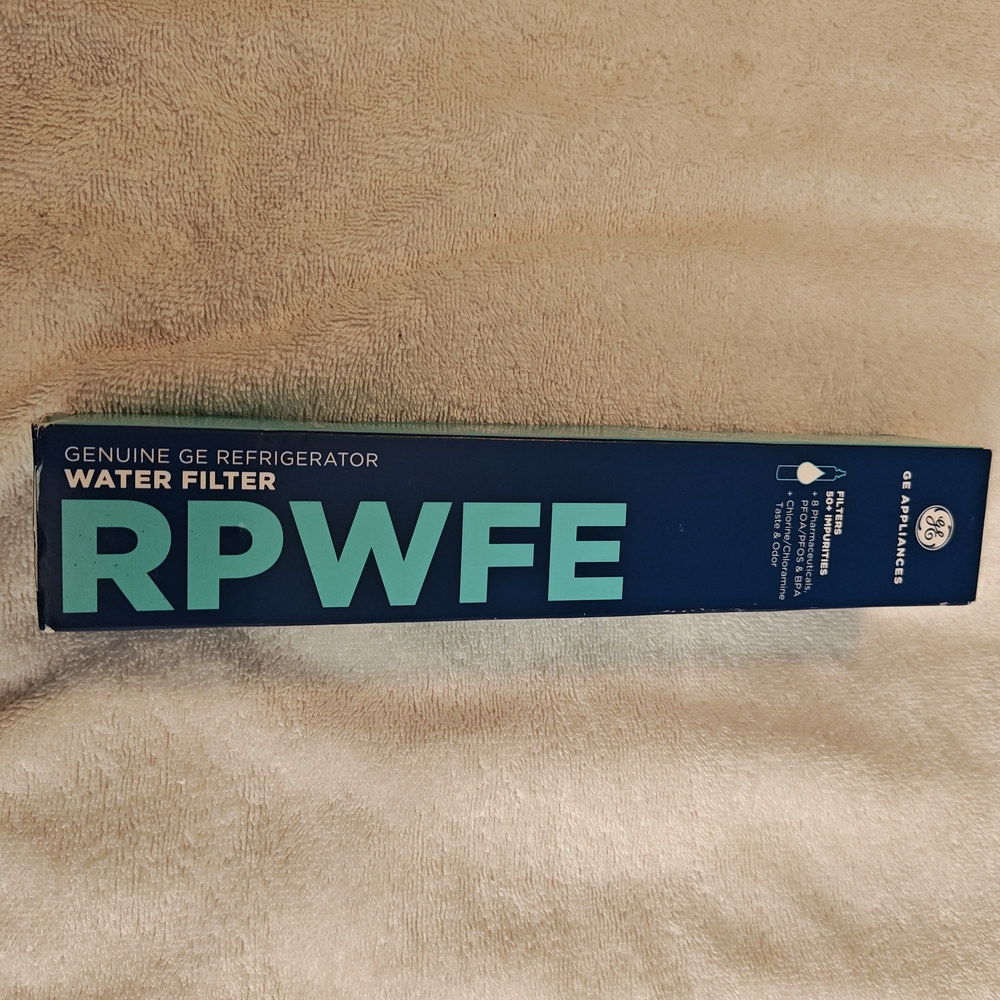 GENUINE GE REFRIGERATOR
WATER FILTER
RPWFE
FILTERS
50+ IMPURITIES
+ 8 Pharmaceuticals,
PFOA/PFOS & BPA
+ Chlorine/Chloramine
Taste & Odor
GE
GE APPLIANCES